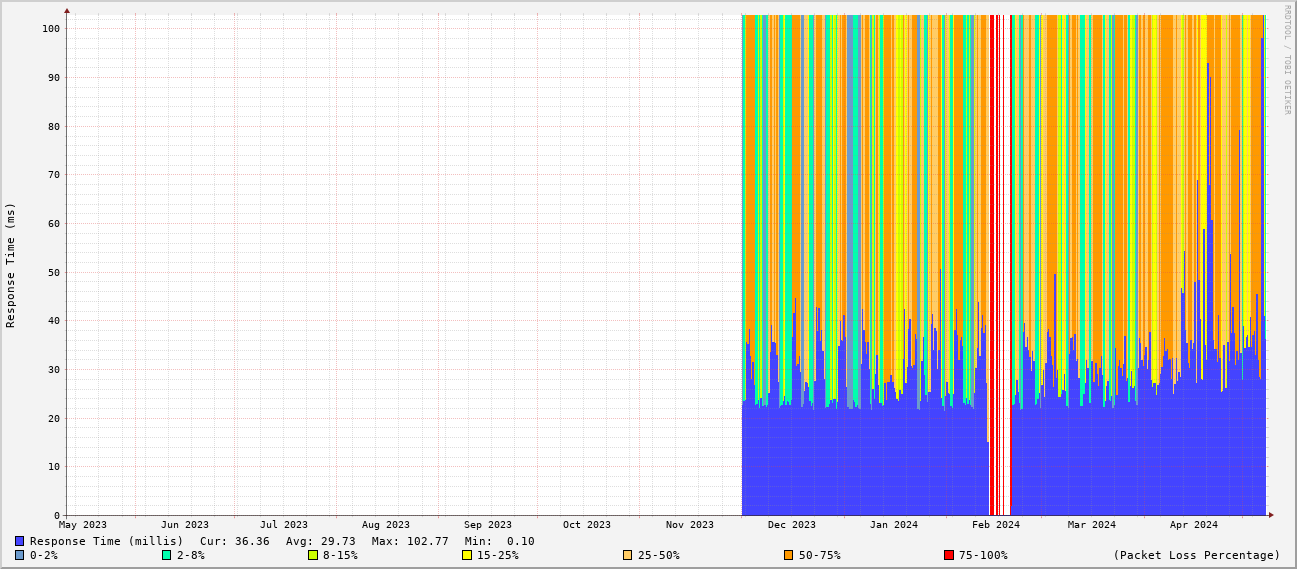 RRDTOOL / TOBI OETIKER
Response Time (ms)
100
90
80
70
60
50
40
30
20
10
0
May 2023 Jun 2023 Jul 2023 Aug 2023 Sep 2023 Oct 2023 Nov 2023 Dec 2023 Jan 2024 Feb 2024 Mar 2024 Apr 2024
Response Time (millis) Cur: 36.36 Avg: 29.73 Max: 102.77 Min: 0.10
0-2% 2-8% 8-15% 15-25% 25-50% 50-75% 75-100% (Packet Loss Percentage)